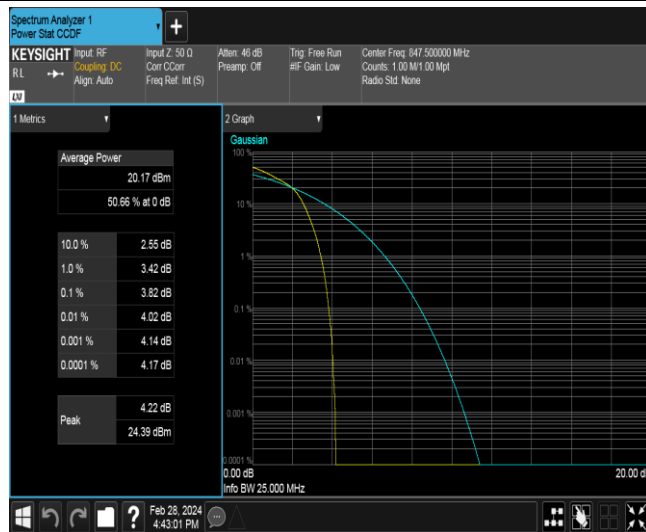 Spectrum Analyzer 1
Power Stat CCDF
+
KEYSIGHT
RL
LXI
Input: RF
Coupling: DC
Align: Auto
Input Z: 50 Ω
Corr CCorr
Freq Ref: Int (S)
Atten: 46 dB
Preamp: Off
Trig: Free Run
#IF Gain: Low
Center Freq: 847.500000 MHz
Counts: 1.00 M/1.00 Mpt
Radio Std: None
1 Metrics
Average Power
20.17 dBm
50.66 % at 0 dB
10.0 % 2.55 dB
1.0 % 3.42 dB
0.1 % 3.82 dB
0.01 % 4.02 dB
0.001 % 4.14 dB
0.0001 % 4.17 dB
Peak
4.22 dB
24.39 dBm
2 Graph
Gaussian
100 %
10 %
1 %
0.1 %
0.01 %
0.001 %
0.0001 %
0.00 dB
20.00 d
Info BW 25.000 MHz
?
Feb 28, 2024
4:43:01 PM